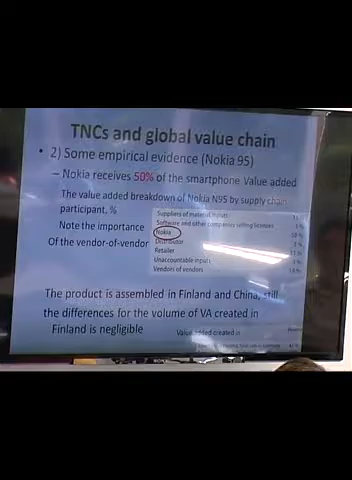 TNCs and global value chain
• 2) Some empirical evidence (Nokia 95)
– Nokia receives 50% of the smartphone Value added
The value added breakdown of Nokia N95 by supply chain
participant, %
Note the importance
Of the vendor-of-vendor
Suppliers of material inputs
Software and other companies selling licences
Nokia
Distributor
Retailer
Unaccountable inputs
Vendors of vendors
The product is assembled in Finland and China, still
the differences for the volume of VA created in
Finland is negligible
Value added created in